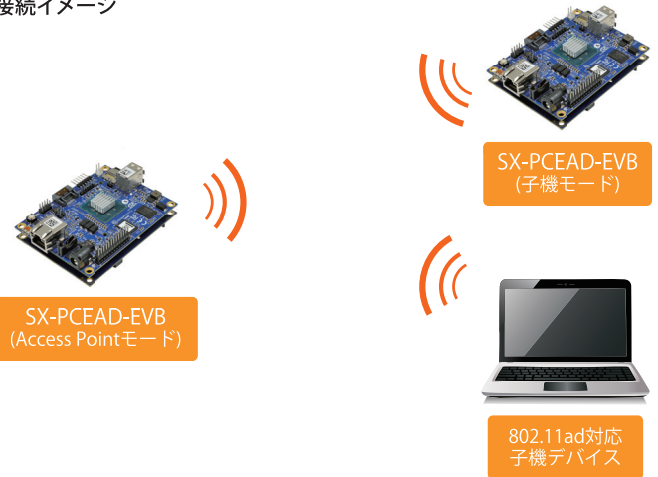 接続イメージ
SX-PCEAD-EVB
(子機モード)
SX-PCEAD-EVB
(Access Pointモード)
802.11ad対応
子機デバイス